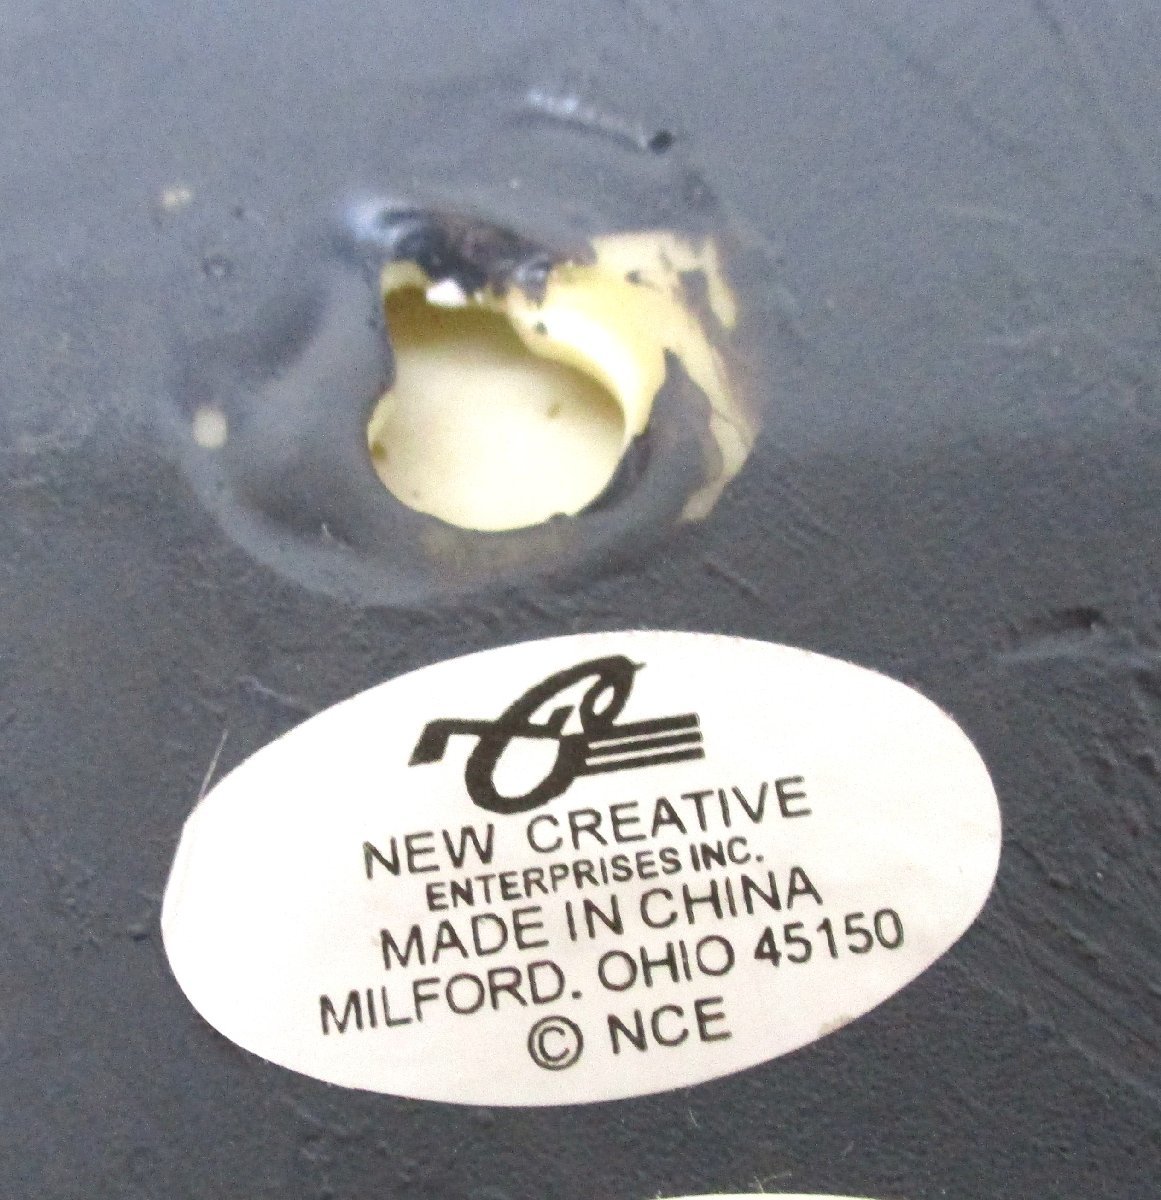 NEW CREATIVE
ENTERPRISES INC.
MADE IN CHINA
MILFORD. OHIO 45150
© NCE